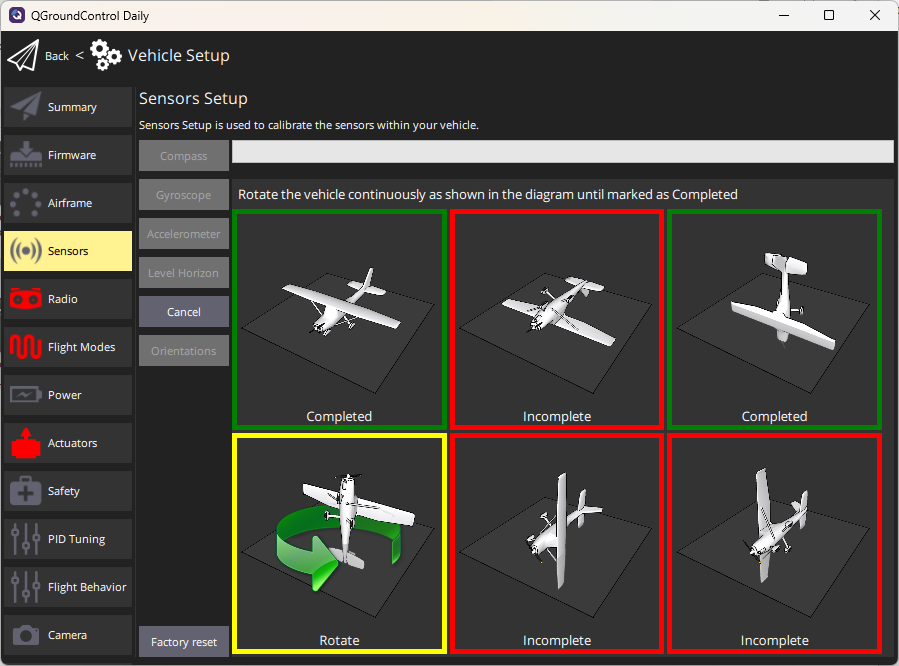 QGroundControl Daily
Back < Vehicle Setup
Summary
Firmware
Airframe
Sensors
Radio
Flight Modes
Power
Actuators
Safety
PID Tuning
Flight Behavior
Camera
Sensors Setup
Sensors Setup is used to calibrate the sensors within your vehicle.
Compass
Gyroscope
Accelerometer
Level Horizon
Cancel
Orientations
Factory reset
Rotate the vehicle continuously as shown in the diagram until marked as Completed
Completed
Incomplete
Completed
Rotate
Incomplete
Incomplete